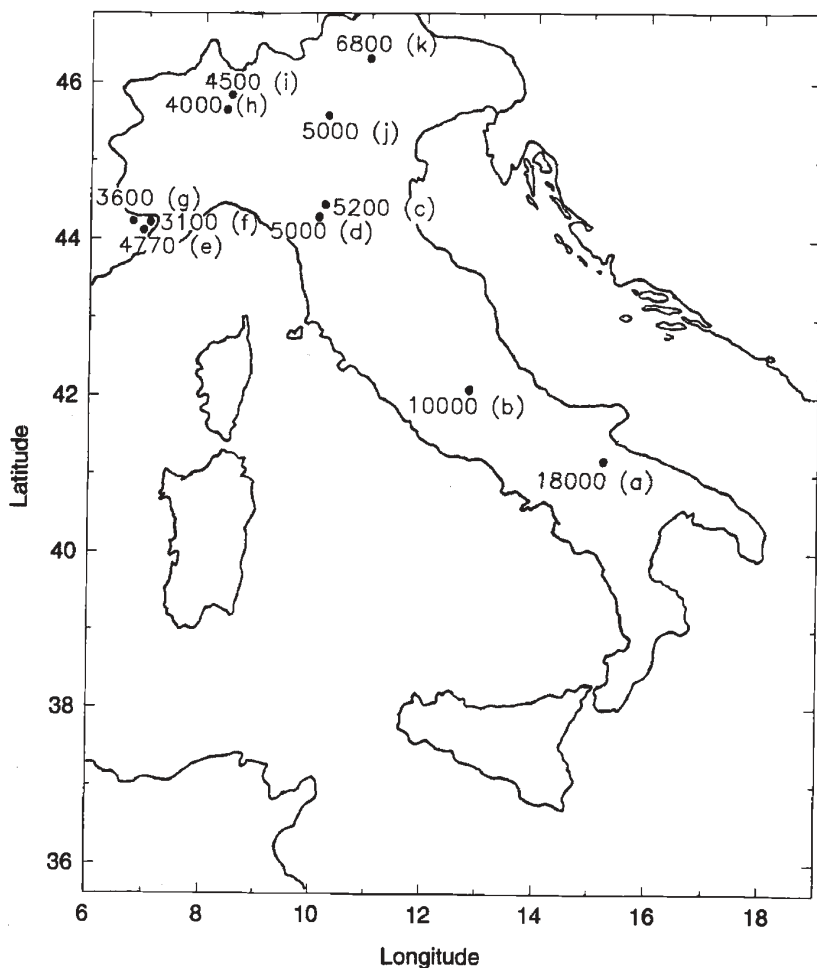 6800 (k)
46
4500 (i)
4000 (h)
5000 (j)
3600 (g)
3100 (f)
5200 (c)
44
4770 (e)
5000 (d)
42
10000 (b)
18000 (a)
Latitude
40
38
36
6 8 10 12 14 16 18
Longitude